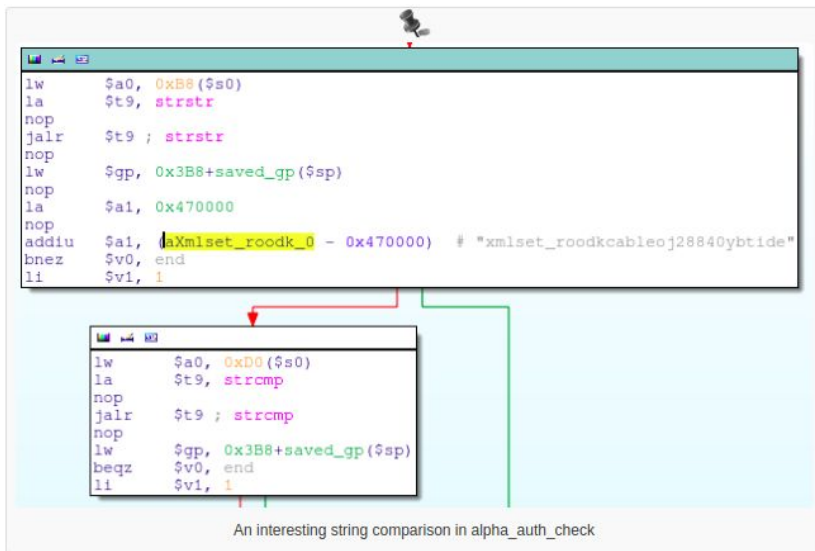 lw $a0, 0xB8($s0)
la $t9, strstr
nop
jalr $t9 ; strstr
nop
lw $gp, 0x3B8+saved_gp($sp)
nop
la $a1, 0x470000
nop
addiu $a1, (aXmlset_roodk_0 - 0x470000) # "xmlset_roodkcableoj28840ybtide"
bnez $v0, end
li $v1, 1
lw $a0, 0xD0($s0)
la $t9, strcmp
nop
jalr $t9 ; strcmp
nop
lw $gp, 0x3B8+saved_gp($sp)
beqz $v0, end
li $v1, 1
An interesting string comparison in alpha_auth_check